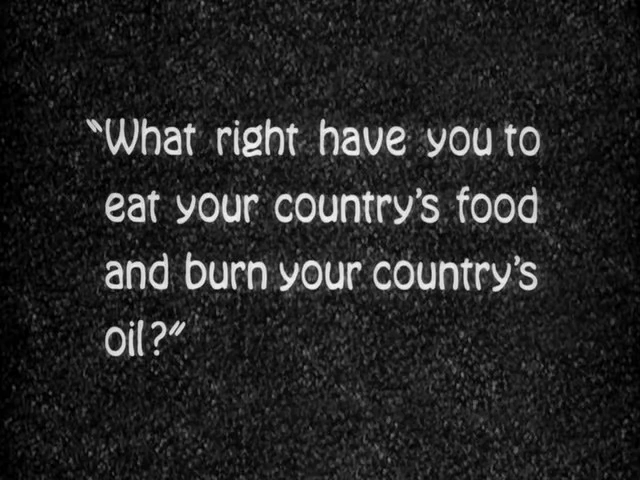 “What right have you to
eat your country’s food
and burn your country’s
oil?”